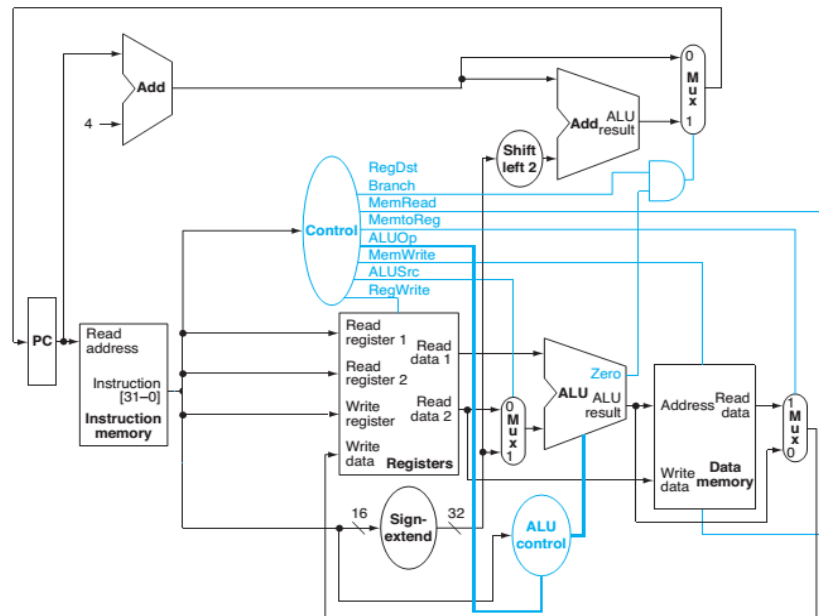 0
M
u
x
1
Add
4
Add
ALU
result
Shift
left 2
RegDst
Branch
MemRead
MemtoReg
Control
ALUOp
MemWrite
ALUSrc
RegWrite
PC
Read
address
Instruction
[31–0]
Instruction
memory
Read
register 1
Read
data 1
Read
register 2
Write
register
Read
data 2
Write
data
Registers
0
M
u
x
1
Zero
ALU
ALU
result
Address
Read
data
Write
data
Data
memory
1
M
u
x
0
16
Sign-
extend
32
ALU
control